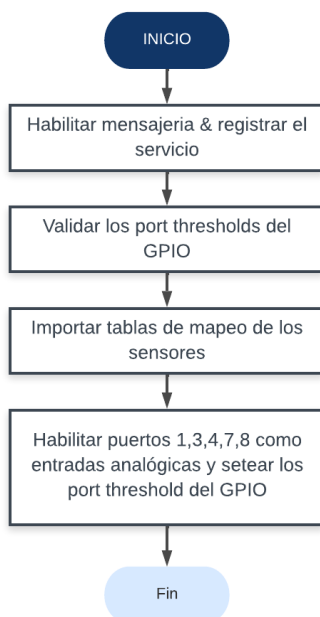 INICIO
Habilitar mensajeria & registrar el
servicio
Validar los port thresholds del
GPIO
Importar tablas de mapeo de los
sensores
Habilitar puertos 1,3,4,7,8 como
entradas analógicas y setear los
port threshold del GPIO
Fin